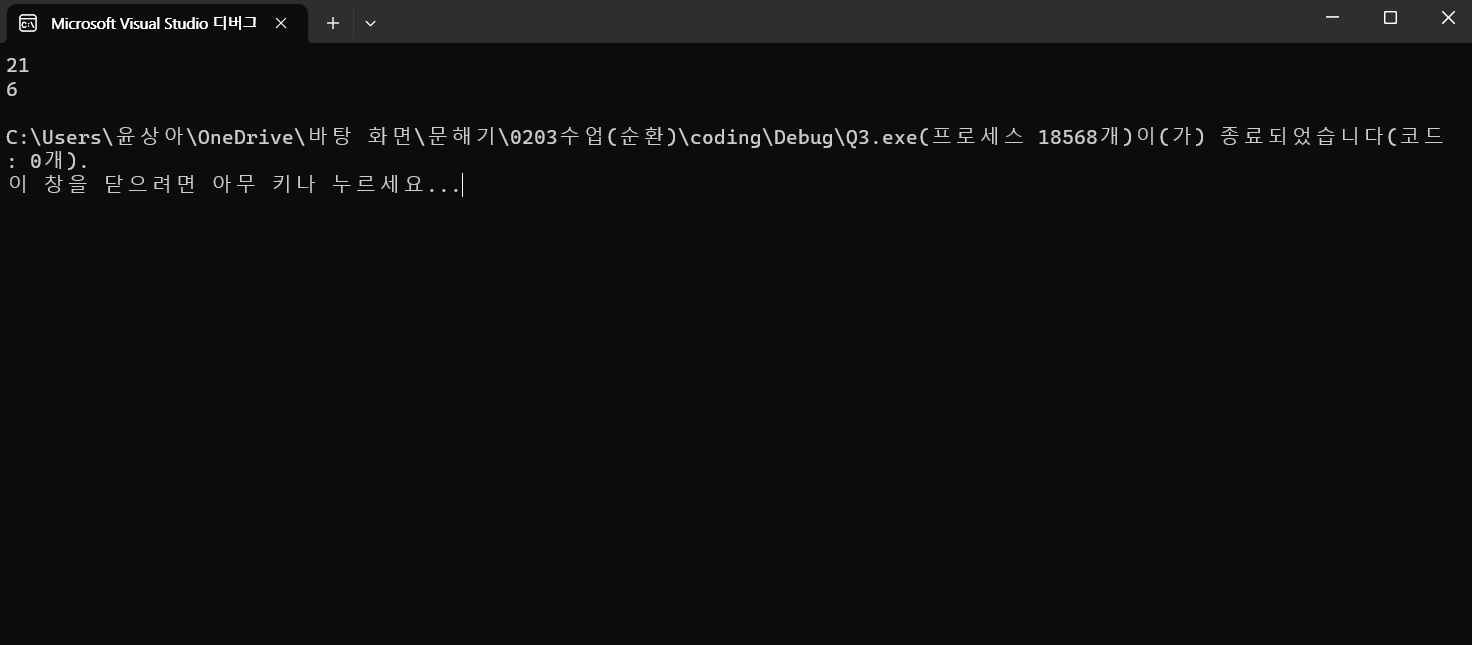 Microsoft Visual Studio 디버그
21
6
C:\Users\윤상아\OneDrive\바탕 화면\문해기\0203수업(순환)\coding\Debug\Q3.exe(프로세스 18568개)이(가) 종료되었습니다(코드
: 0개).
이 창을 닫으려면 아무 키나 누르세요...